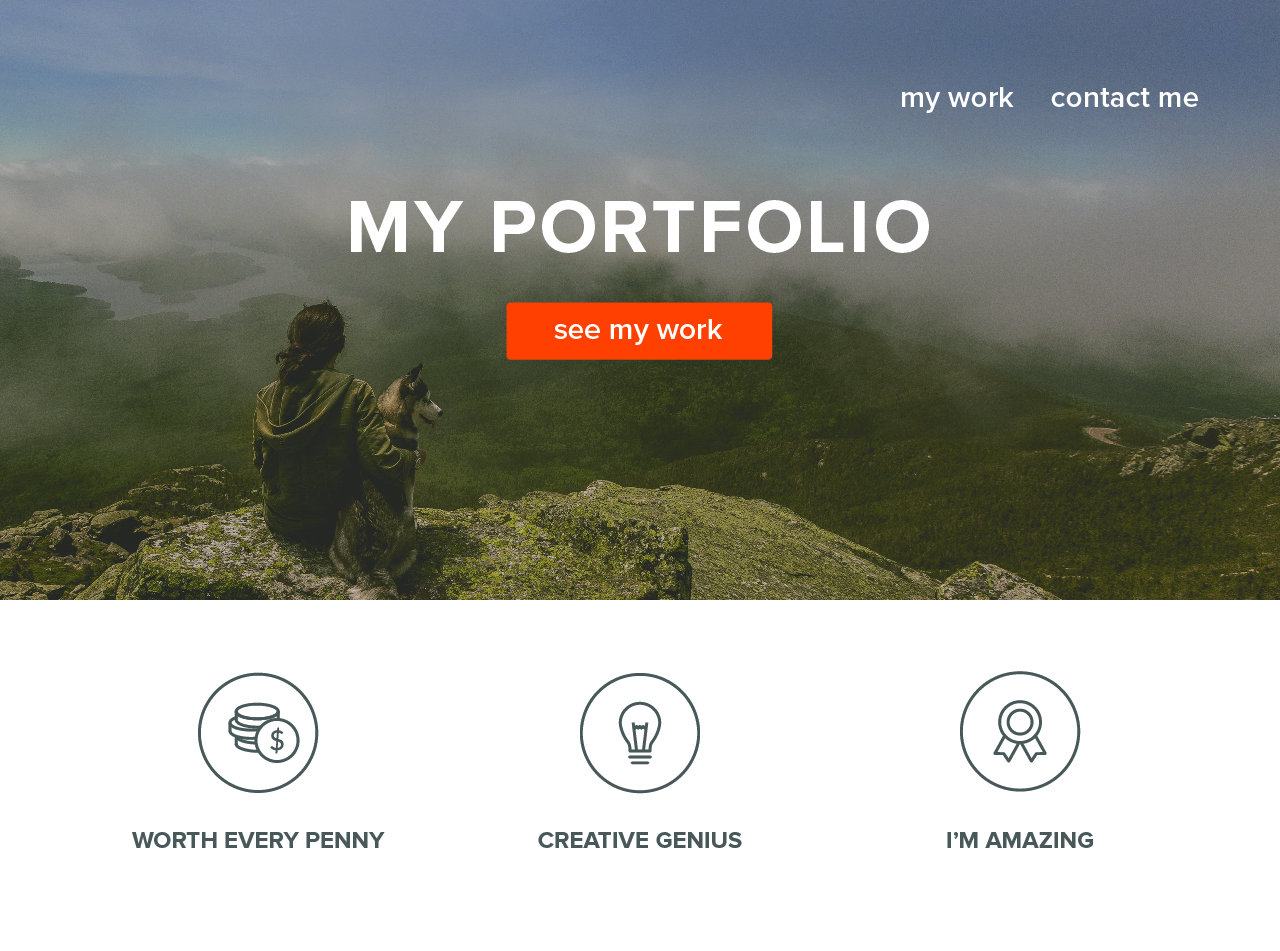 my work contact me
MY PORTFOLIO
see my work
$
WORTH EVERY PENNY
CREATIVE GENIUS
I’M AMAZING